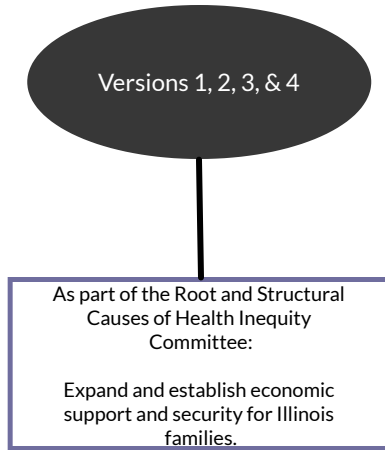 Versions 1, 2, 3, & 4
As part of the Root and Structural
Causes of Health Inequity
Committee:
Expand and establish economic
support and security for Illinois
families.